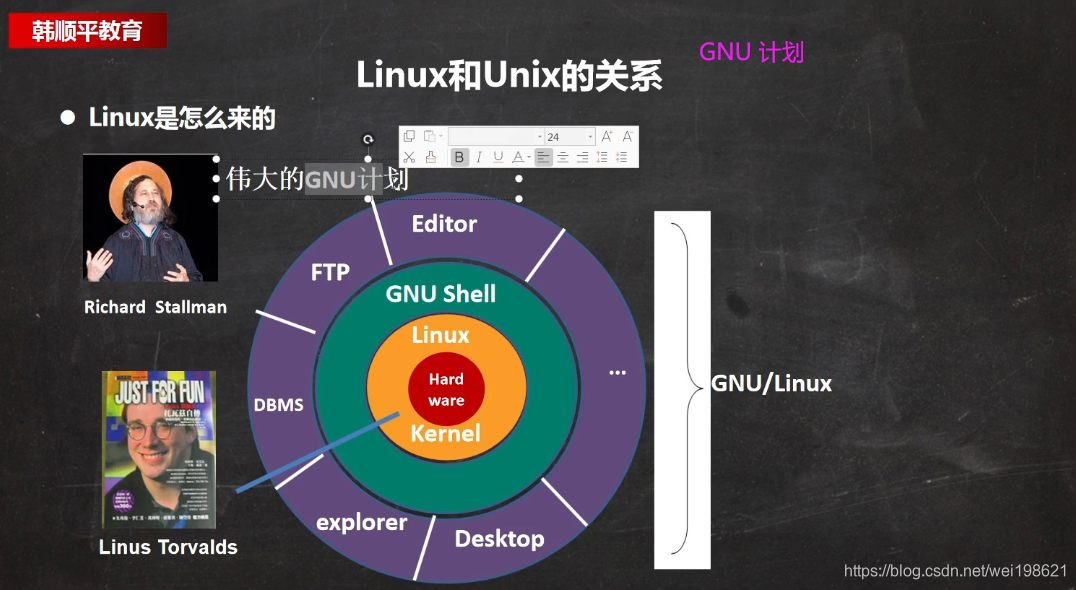 韩顺平教育
GNU 计划
Linux和Unix的关系
Linux是怎么来的
24
B I U A
伟大的GNU计划
Editor
FTP
GNU Shell
Richard Stallman
Linux
Hard
ware
...
GNU/Linux
JUST FOR FUN
DBMS
Kernel
explorer
Desktop
Linus Torvalds
https://blog.csdn.net/wei198621